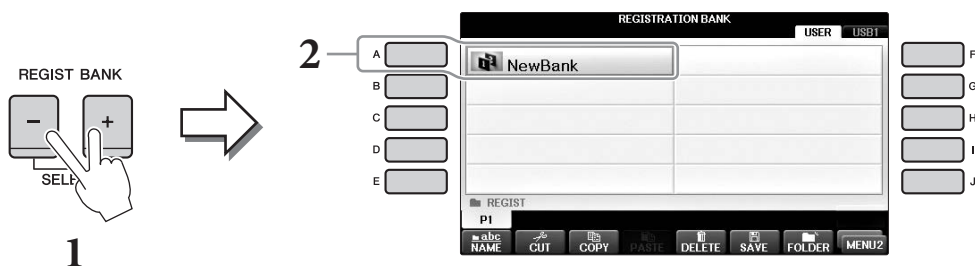 REGIST BANK
-
+
1
2
A
B
C
D
E
REGISTRATION BANK
USER USB1
NewBank
REGIST
P1
abc NAME CUT COPY PASTE DELETE SAVE FOLDER MENU2
F
G
H
I
J